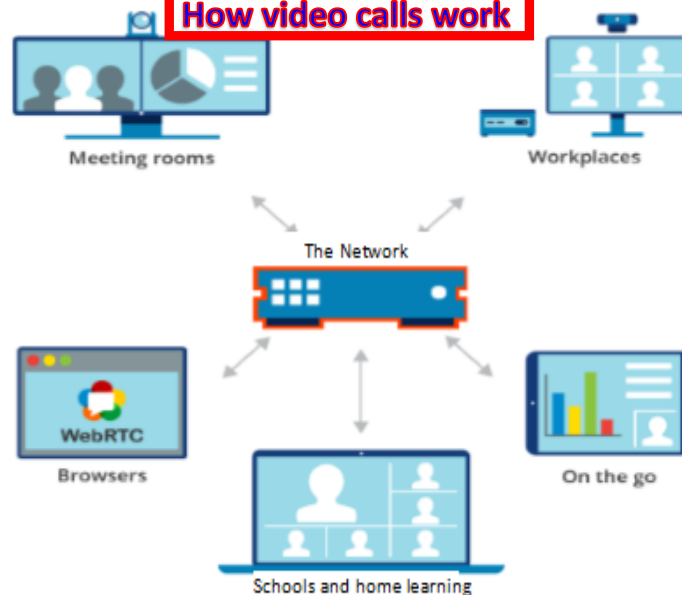 How video calls work
Meeting rooms
Workplaces
The Network
WebRTC
Browsers
On the go
Schools and home learning